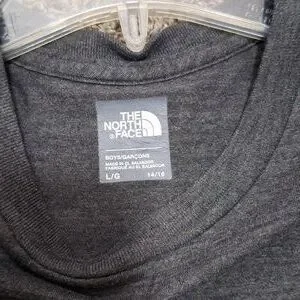 THE
NORTH
FACE
BOYS/GARÇONS
MADE IN EL SALVADOR
FABRIQUÉ AU EL SALVADOR
L/G 14/16